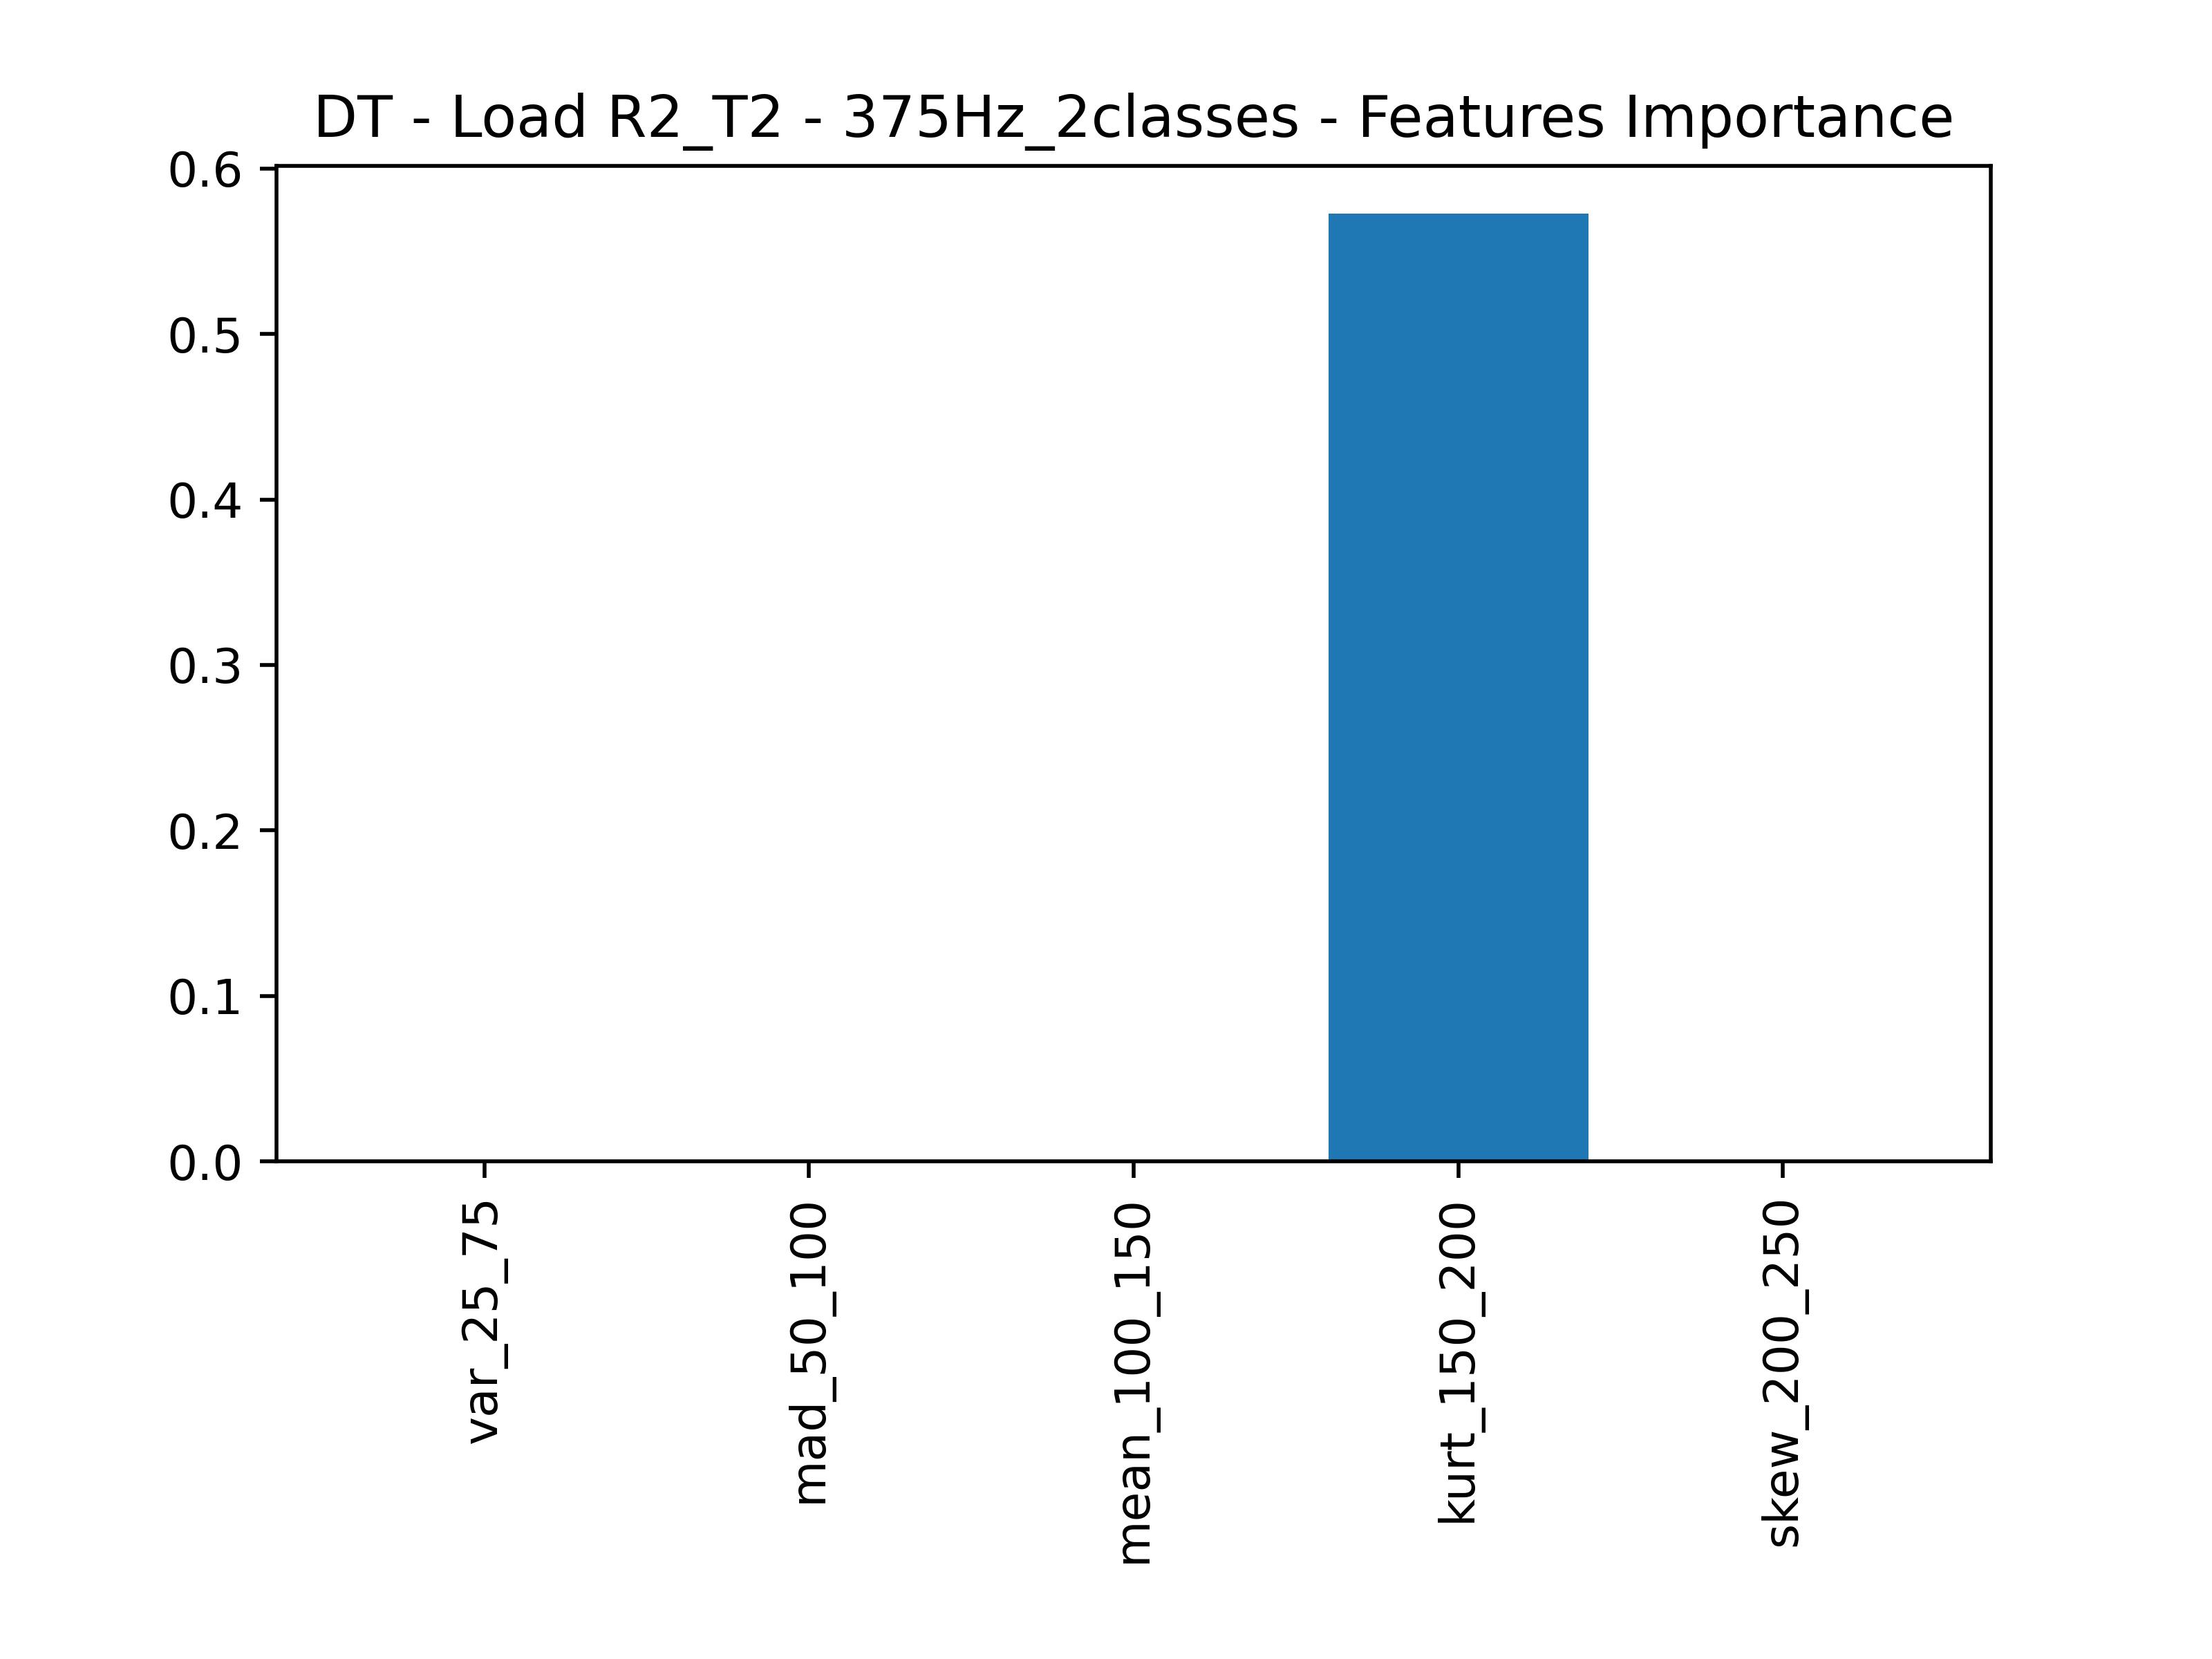 DT - Load R2_T2 - 375Hz_2classes - Features Importance
0.6
0.5
0.4
0.3
0.2
0.1
0.0
var_25_75
mad_50_100
mean_100_150
kurt_150_200
skew_200_250